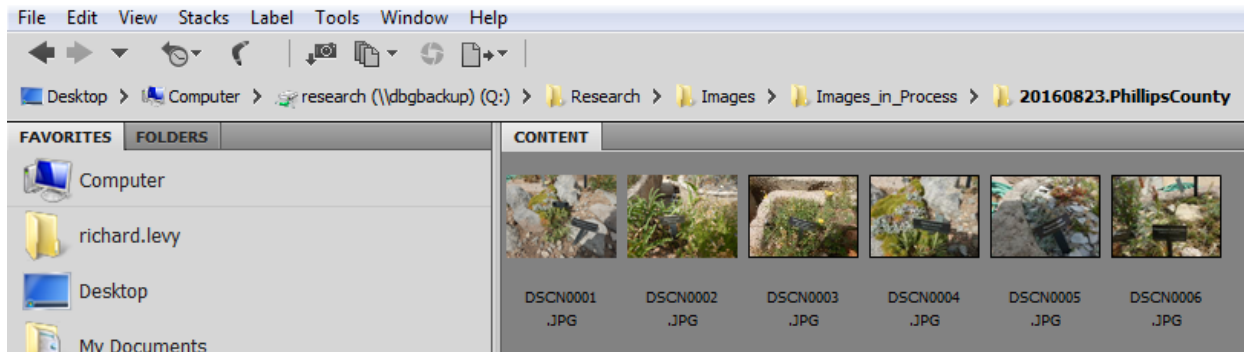 File Edit View Stacks Label Tools Window Help
Desktop > Computer > research (\\dbgbackup) (Q:) > Research > Images > Images_in_Process > 20160823.PhillipsCounty
FAVORITES FOLDERS
CONTENT
Computer
richard.levy
Desktop
My Documents
DSCN0001 DSCN0002 DSCN0003 DSCN0004 DSCN0005 DSCN0006
.JPG .JPG .JPG .JPG .JPG .JPG